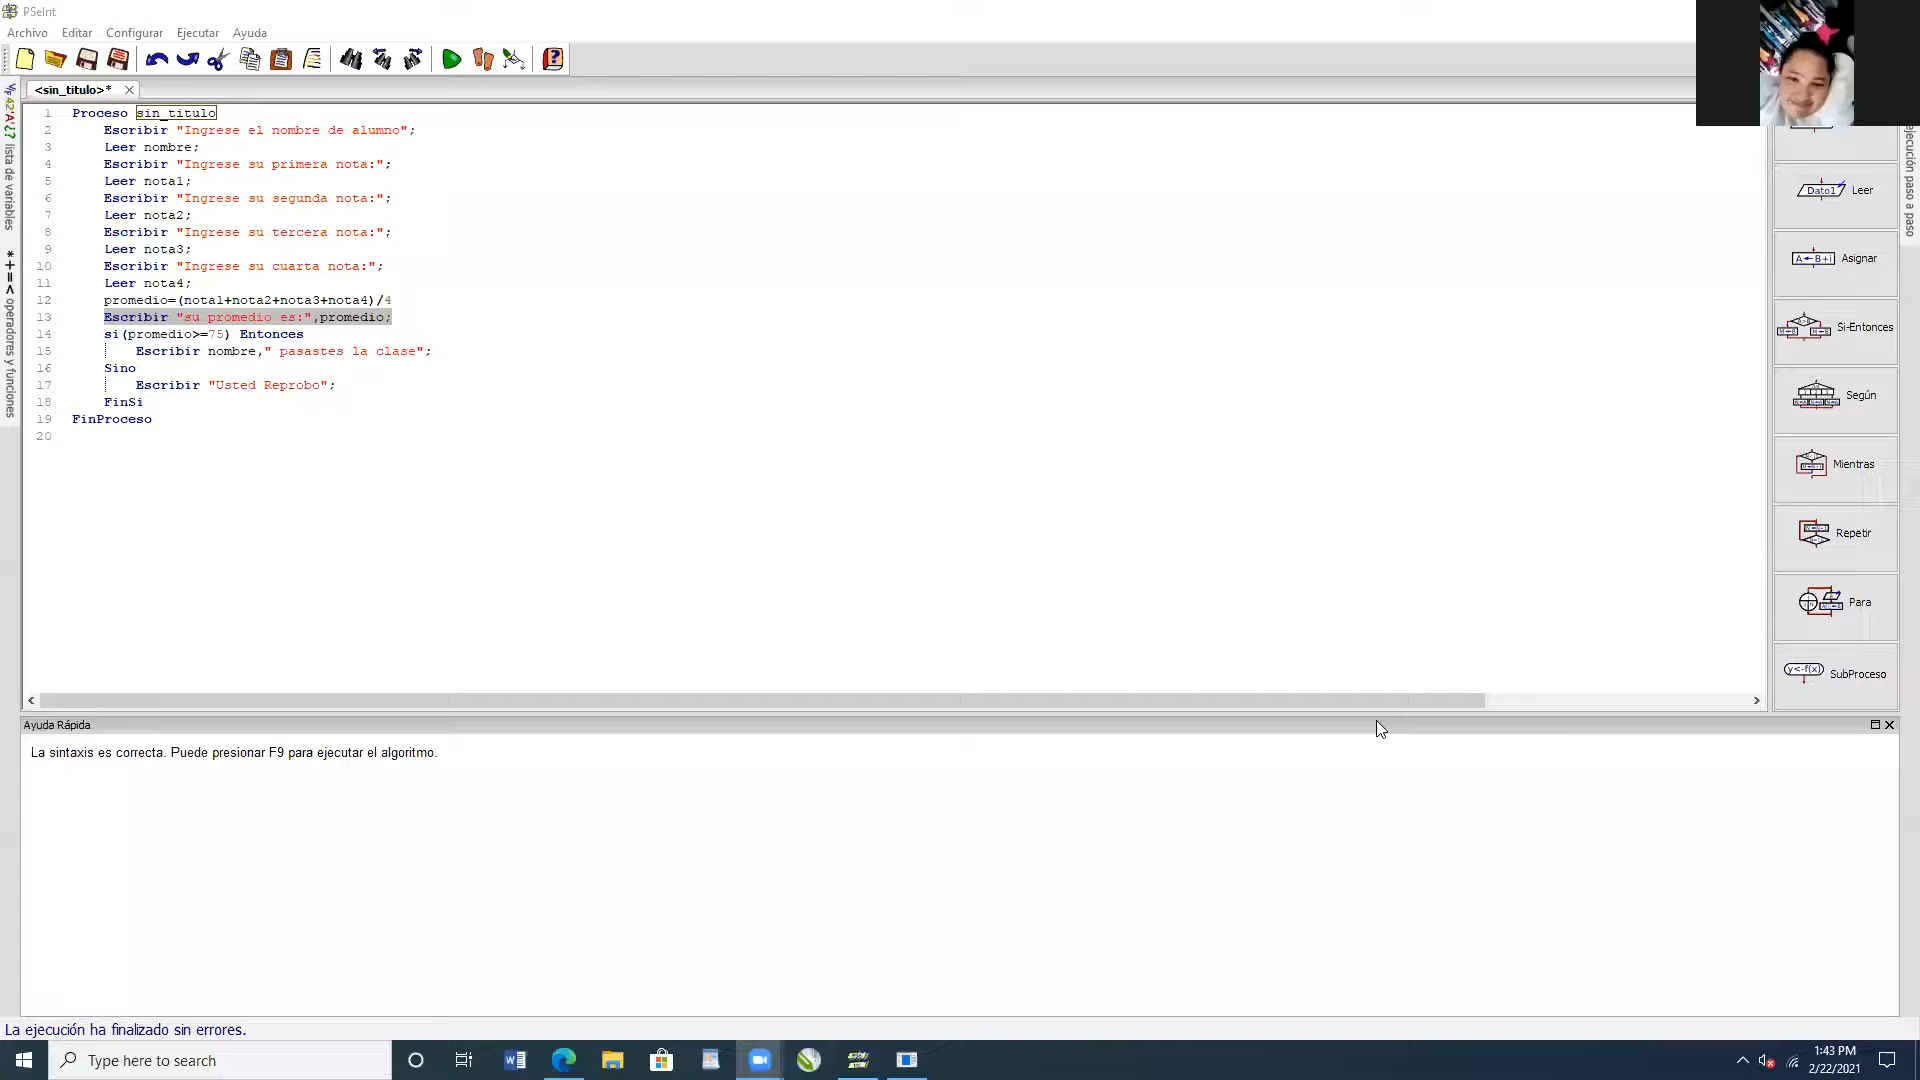 PSeInt
Archivo Editar Configurar Ejecutar Ayuda
<sin_titulo>*
1 Proceso sin_titulo
2 Escribir "Ingrese el nombre de alumno";
3 Leer nombre;
4 Escribir "Ingrese su primera nota:";
5 Leer nota1;
6 Escribir "Ingrese su segunda nota:";
7 Leer nota2;
8 Escribir "Ingrese su tercera nota:";
9 Leer nota3;
10 Escribir "Ingrese su cuarta nota:";
11 Leer nota4;
12 promedio=(nota1+nota2+nota3+nota4)/4
13 Escribir "su promedio es:",promedio;
14 si(promedio>=75) Entonces
15 Escribir nombre," pasastes la clase";
16 Sino
17 Escribir "Usted Reprobo";
18 FinSi
19 FinProceso
20
lista de variables
*+=< operadores y funciones
ejecución paso a paso
Dato1 Leer
A←B+i Asignar
Si-Entonces
Según
Mientras
Repetir
Para
y<-f(x) SubProceso
Ayuda Rápida
La sintaxis es correcta. Puede presionar F9 para ejecutar el algoritmo.
La ejecución ha finalizado sin errores.
Type here to search
1:43 PM
2/22/2021